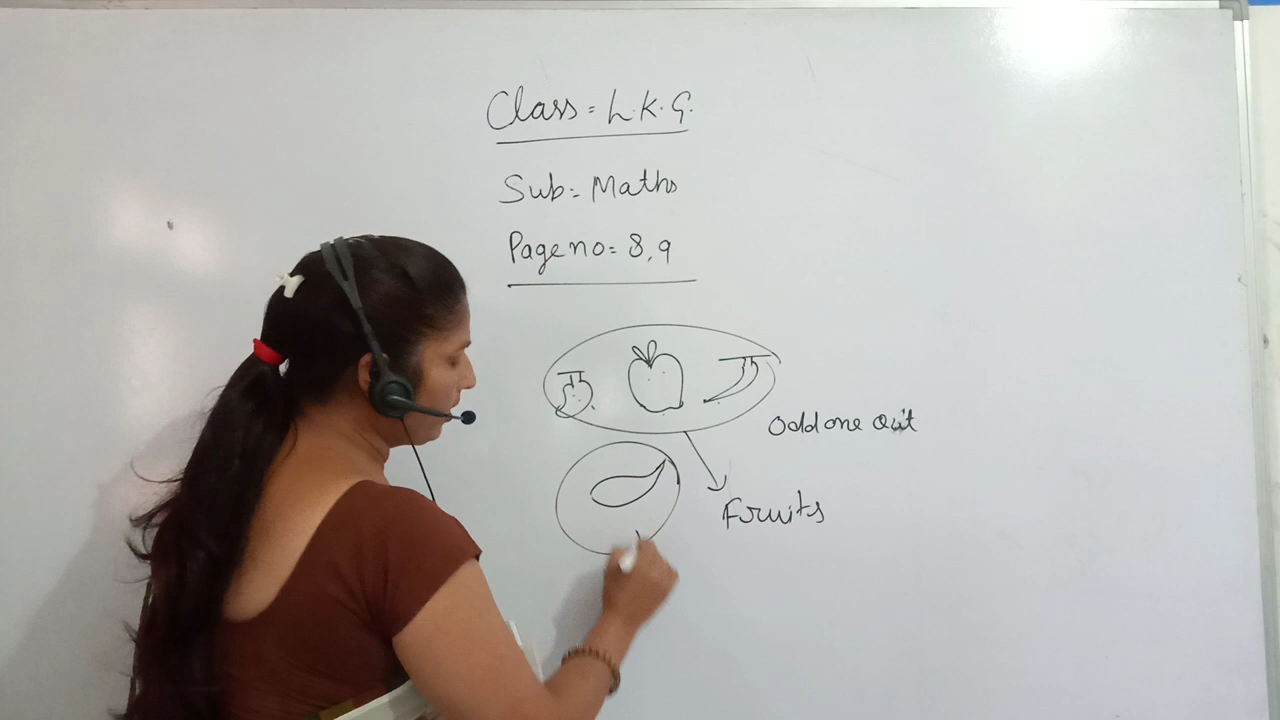 Class = L.K.G.
Sub = Maths
Page no = 8, 9
Odd one out
Fruits